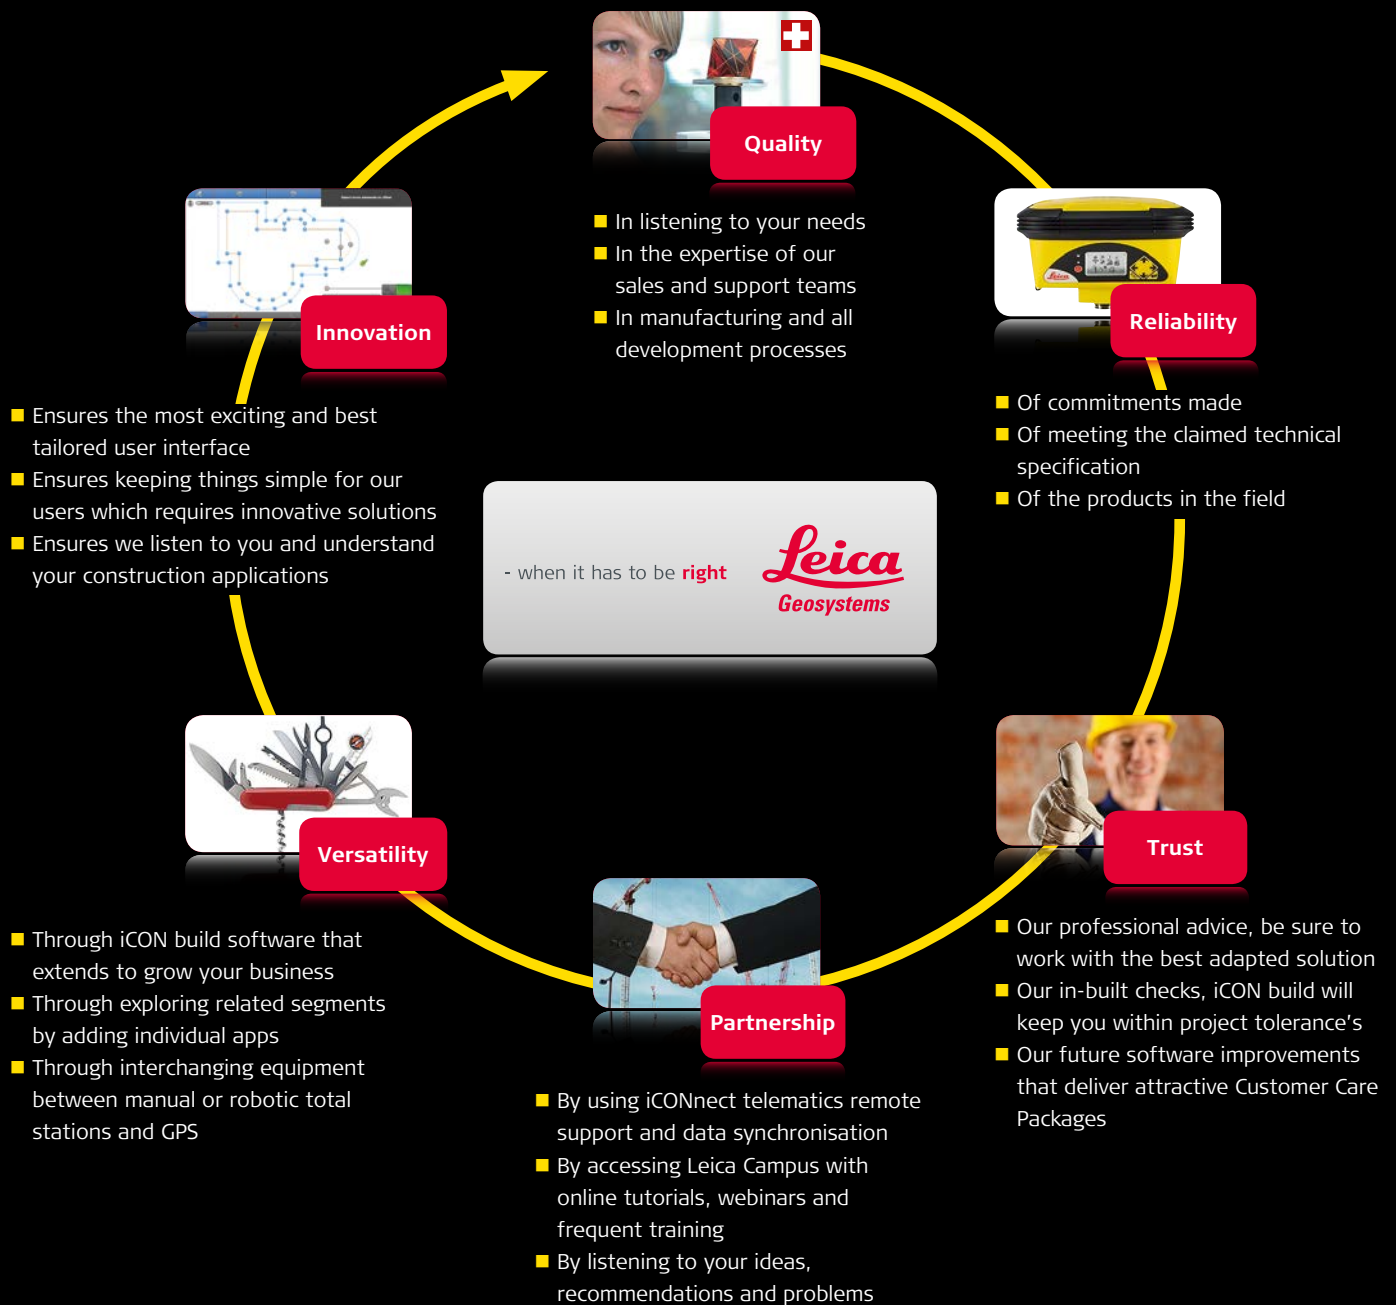 Quality
In listening to your needs
In the expertise of our
sales and support teams
In manufacturing and all
development processes
Leica
Reliability
Of commitments made
Of meeting the claimed technical
specification
Of the products in the field
Trust
Our professional advice, be sure to
work with the best adapted solution
Our in-built checks, iCON build will
keep you within project tolerance's
Our future software improvements
that deliver attractive Customer Care
Packages
Partnership
By using iCONnect telematics remote
support and data synchronisation
By accessing Leica Campus with
online tutorials, webinars and
frequent training
By listening to your ideas,
recommendations and problems
Versatility
Through iCON build software that
extends to grow your business
Through exploring related segments
by adding individual apps
Through interchanging equipment
between manual or robotic total
stations and GPS
Innovation
Ensures the most exciting and best
tailored user interface
Ensures keeping things simple for our
users which requires innovative solutions
Ensures we listen to you and understand
your construction applications
- when it has to be right
Leica
Geosystems